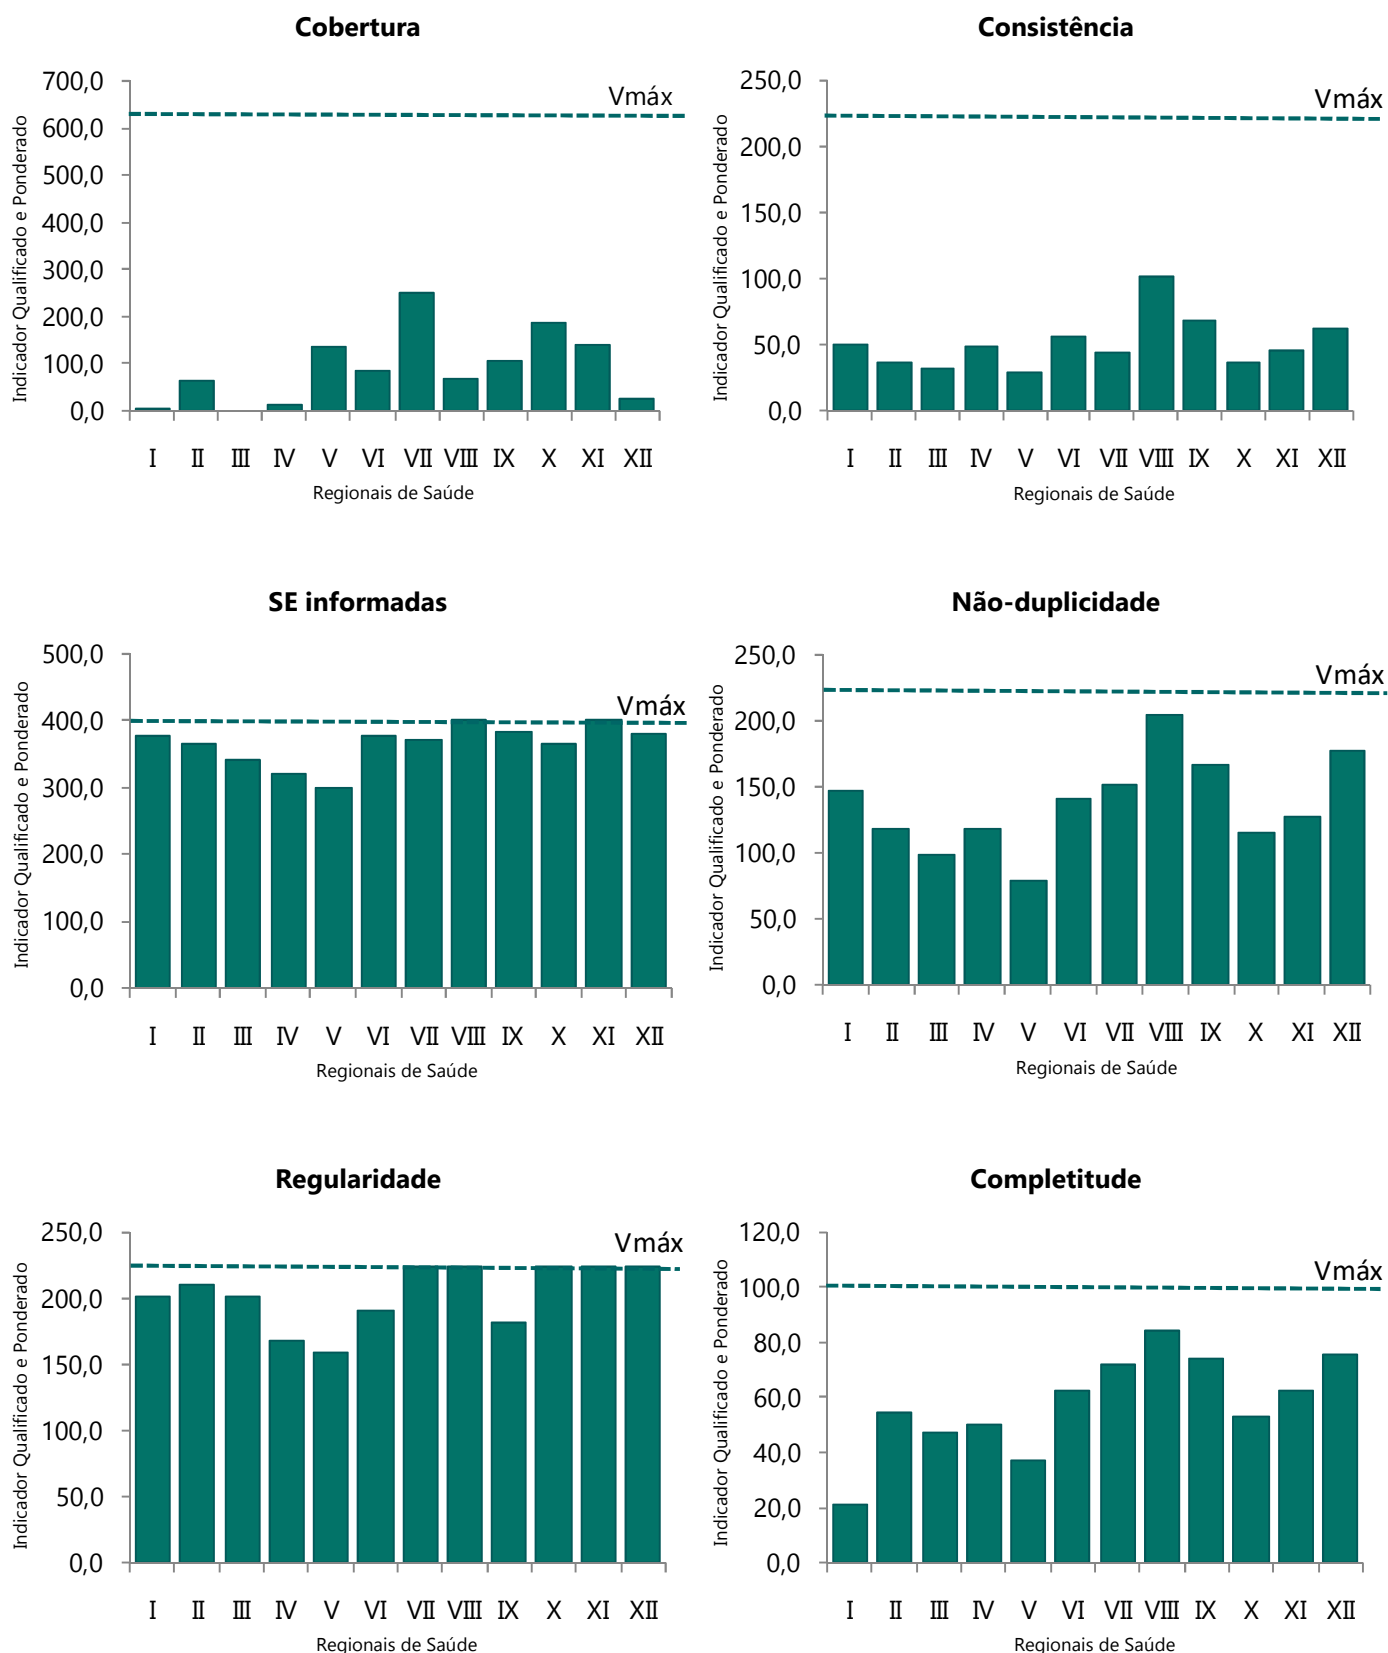 Cobertura
Indicador Qualificado e Ponderado
700,0
600,0
500,0
400,0
300,0
200,0
100,0
0,0
Vmáx
I II III IV V VI VII VIII IX X XI XII
Regionais de Saúde
Consistência
Indicador Qualificado e Ponderado
250,0
200,0
150,0
100,0
50,0
0,0
Vmáx
I II III IV V VI VII VIII IX X XI XII
Regionais de Saúde
SE informadas
Indicador Qualificado e Ponderado
500,0
400,0
300,0
200,0
100,0
0,0
Vmáx
I II III IV V VI VII VIII IX X XI XII
Regionais de Saúde
Não-duplicidade
Indicador Qualificado e Ponderado
250,0
200,0
150,0
100,0
50,0
0,0
Vmáx
I II III IV V VI VII VIII IX X XI XII
Regionais de Saúde
Regularidade
Indicador Qualificado e Ponderado
250,0
200,0
150,0
100,0
50,0
0,0
Vmáx
I II III IV V VI VII VIII IX X XI XII
Regionais de Saúde
Completitude
Indicador Qualificado e Ponderado
120,0
100,0
80,0
60,0
40,0
20,0
0,0
Vmáx
I II III IV V VI VII VIII IX X XI XII
Regionais de Saúde